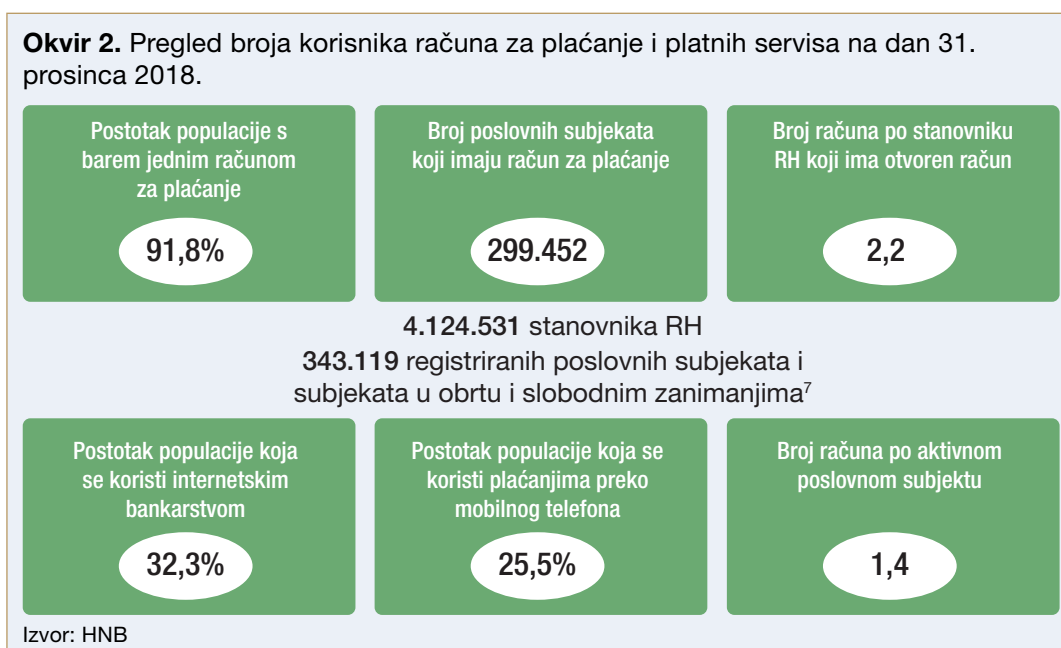 Okvir 2. Pregled broja korisnika računa za plaćanje i platnih servisa na dan 31.
prosinca 2018.
Postotak populacije s
barem jednim računom
za plaćanje
91,8%
Broj poslovnih subjekata
koji imaju račun za plaćanje
299.452
Broj računa po stanovniku
RH koji ima otvoren račun
2,2
4.124.531 stanovnika RH
343.119 registriranih poslovnih subjekata i
subjekata u obrtu i slobodnim zanimanjima⁷
Postotak populacije koja
se koristi internetskim
bankarstvom
32,3%
Postotak populacije koja se
koristi plaćanjima preko
mobilnog telefona
25,5%
Broj računa po aktivnom
poslovnom subjektu
1,4
Izvor: HNB